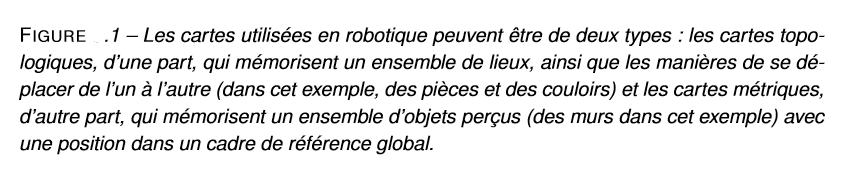 FIGURE .1 – Les cartes utilisées en robotique peuvent être de deux types : les cartes topo-
logiques, d'une part, qui mémorisent un ensemble de lieux, ainsi que les manières de se dé-
placer de l'un à l'autre (dans cet exemple, des pièces et des couloirs) et les cartes métriques,
d'autre part, qui mémorisent un ensemble d'objets perçus (des murs dans cet exemple) avec
une position dans un cadre de référence global.